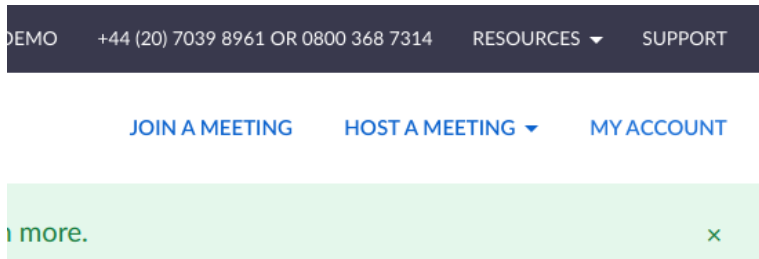 DEMO +44 (20) 7039 8961 OR 0800 368 7314 RESOURCES SUPPORT
JOIN A MEETING HOST A MEETING MY ACCOUNT
more. ×